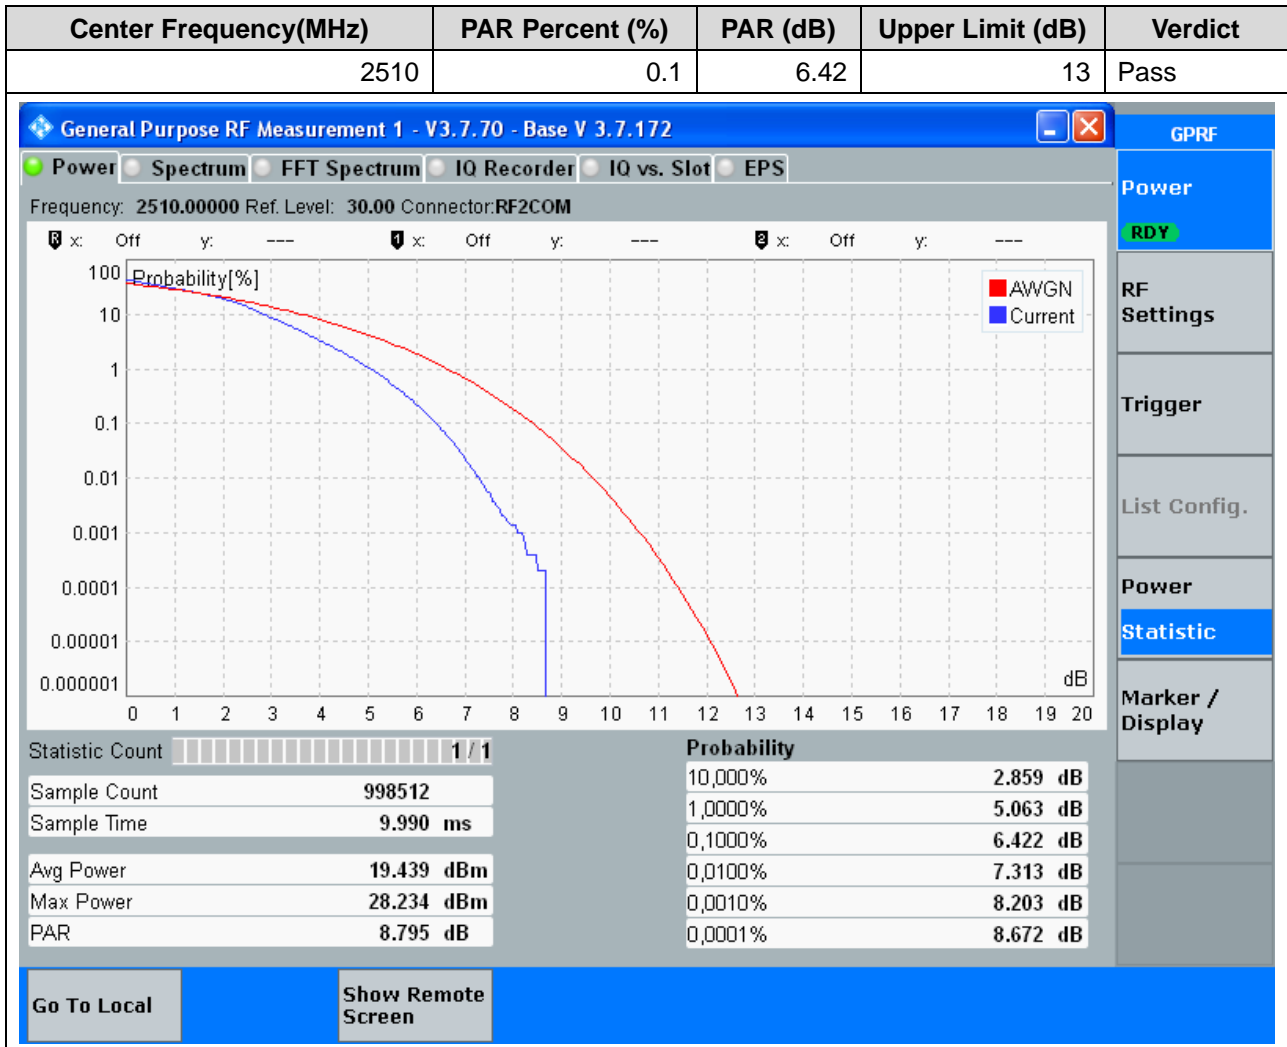 Center Frequency(MHz) PAR Percent (%) PAR (dB) Upper Limit (dB) Verdict
2510 0.1 6.42 13 Pass
General Purpose RF Measurement 1 - V3.7.70 - Base V 3.7.172
GPRF
Power Spectrum FFT Spectrum IQ Recorder IQ vs. Slot EPS
Frequency: 2510.00000 Ref. Level: 30.00 Connector:RF2COM
R x: Off y: --- 1 x: Off y: --- 2 x: Off y: ---
Probability[%]
AWGN
Current
100
10
1
0.1
0.01
0.001
0.0001
0.00001
0.000001
dB
0 1 2 3 4 5 6 7 8 9 10 11 12 13 14 15 16 17 18 19 20
Statistic Count 1 / 1
Sample Count 998512
Sample Time 9.990 ms
Avg Power 19.439 dBm
Max Power 28.234 dBm
PAR 8.795 dB
Probability
10,000% 2.859 dB
1,0000% 5.063 dB
0,1000% 6.422 dB
0,0100% 7.313 dB
0,0010% 8.203 dB
0,0001% 8.672 dB
Power
RDY
RF
Settings
Trigger
List Config.
Power
Statistic
Marker /
Display
Go To Local
Show Remote
Screen